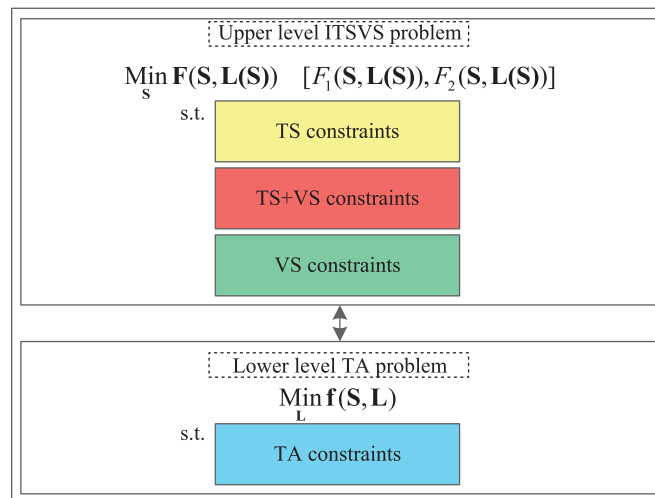 Upper level ITSVS problem
Min F(S, L(S)) [F₁(S, L(S)), F₂(S, L(S))]
S
s.t.
TS constraints
TS+VS constraints
VS constraints
Lower level TA problem
Min f(S, L)
L
s.t.
TA constraints